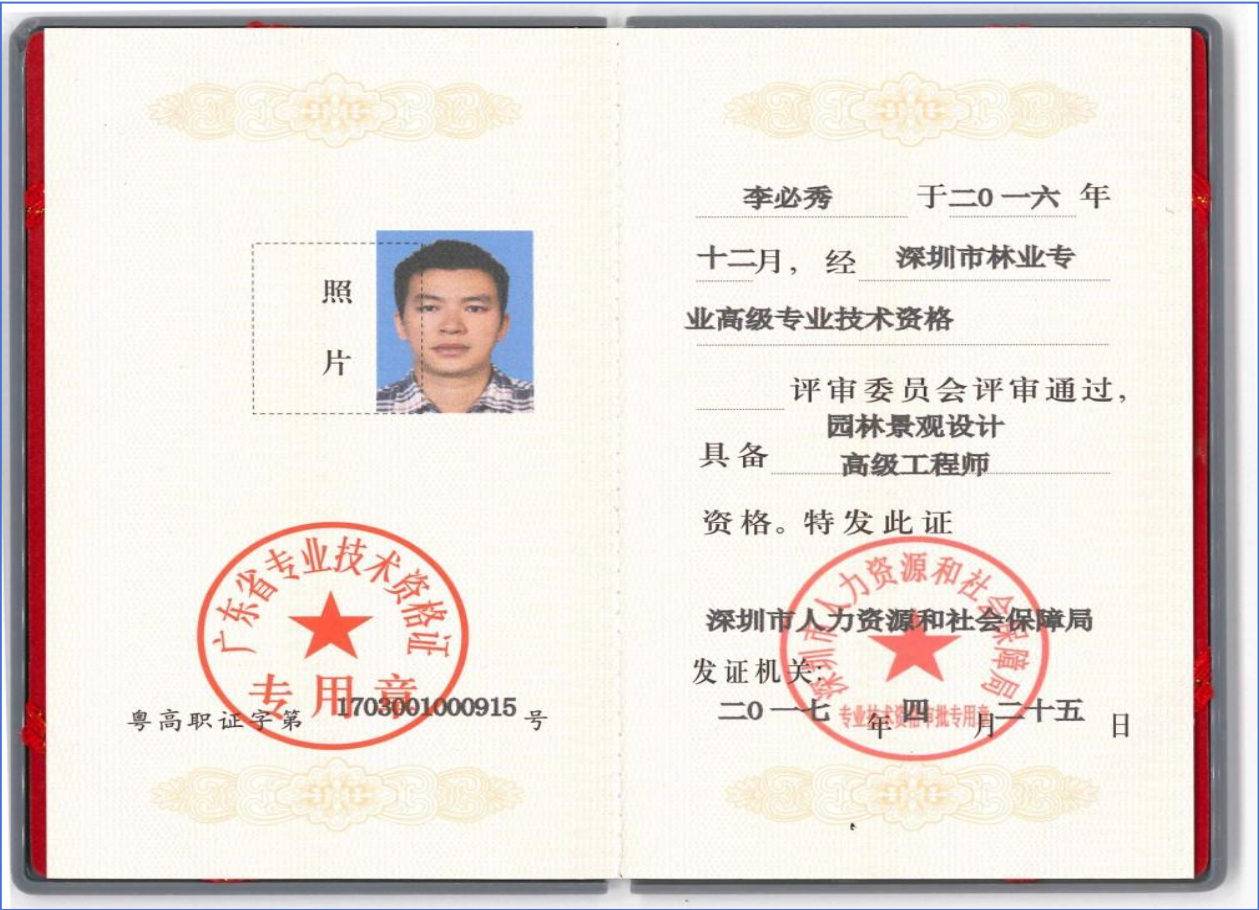 照
片
广东省专业技术资格证
专用章
粤高职证字第 1703001000915 号
李必秀 于二0一六 年
十二月，经 深圳市林业专
业高级专业技术资格
评审委员会评审通过，
园林景观设计
具备 高级工程师
资格。特发此证
深圳市人力资源和社会保障局
深圳市人力资源和社会保障局
发证机关：
专业技术资格审批专用章
二0一七 年 四 月二十五 日